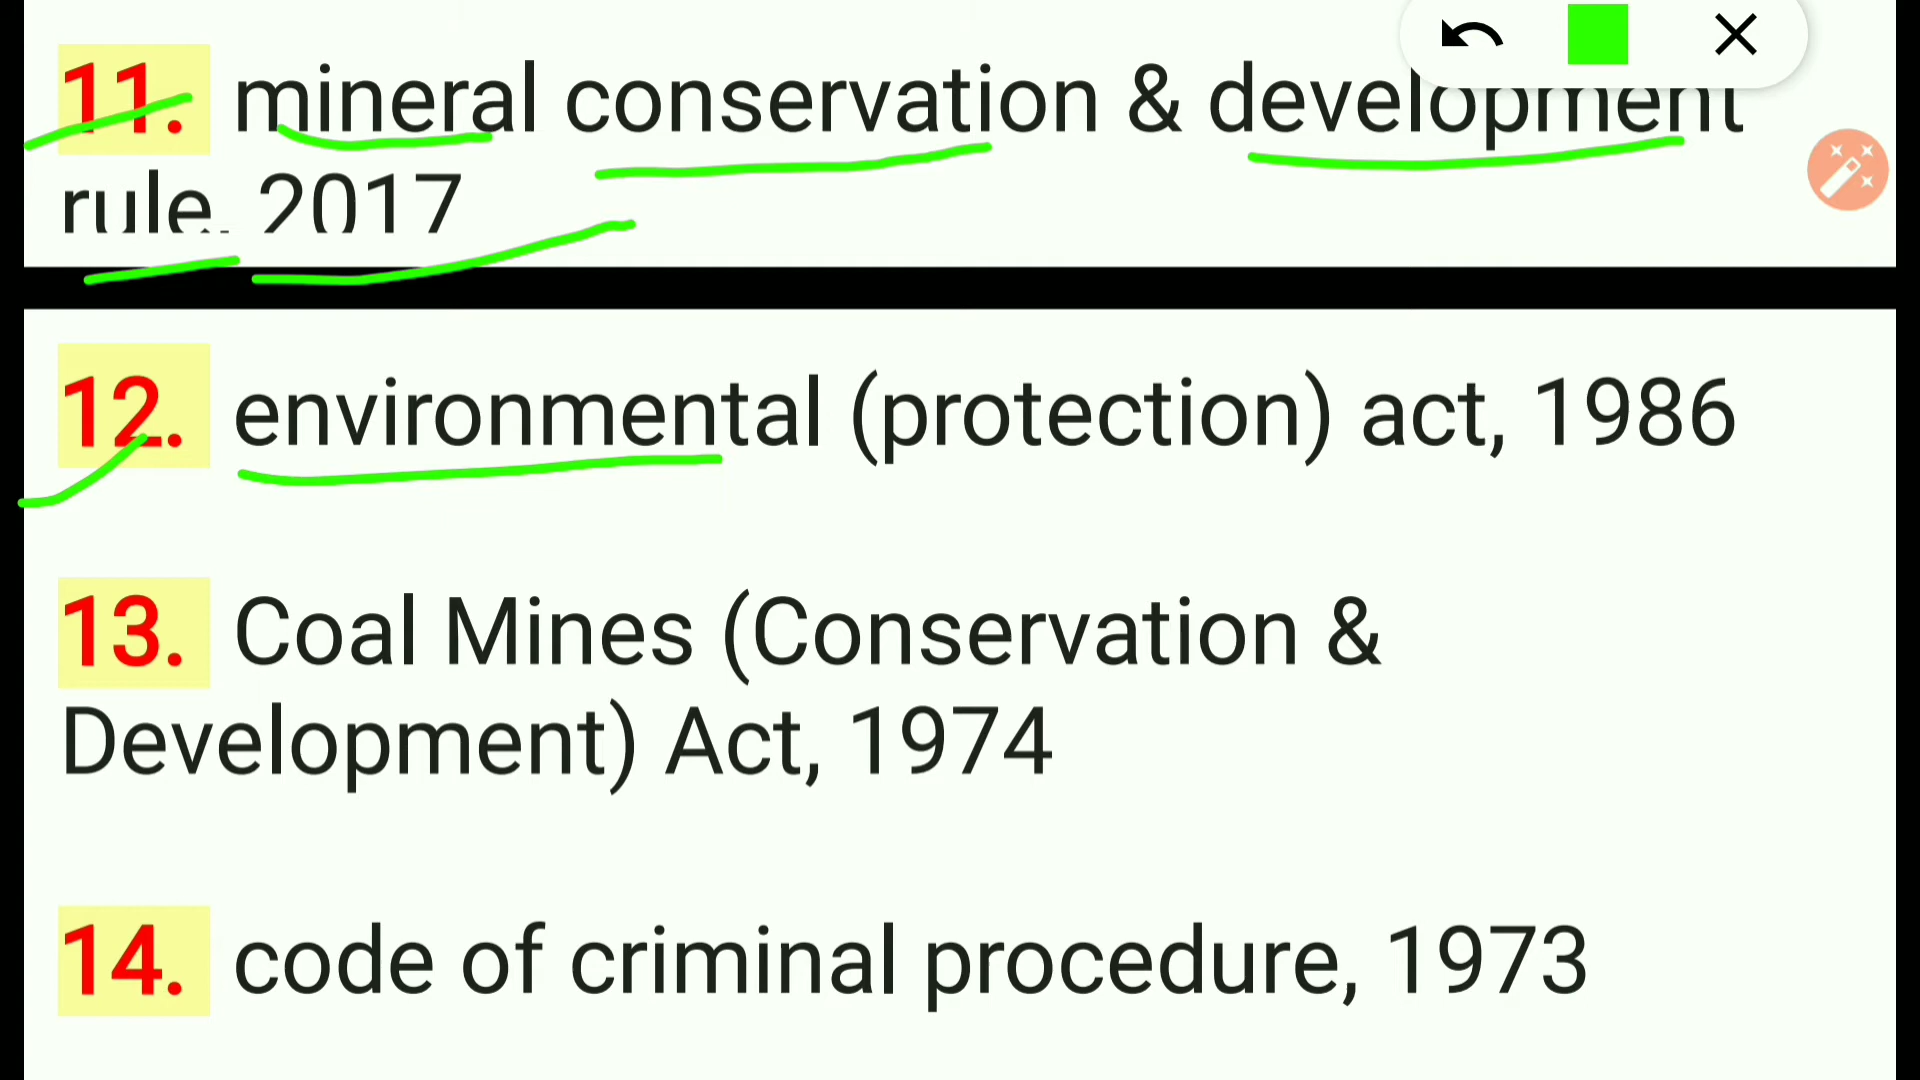 11. mineral conservation & development
rule, 2017
12. environmental (protection) act, 1986
13. Coal Mines (Conservation &
Development) Act, 1974
14. code of criminal procedure, 1973